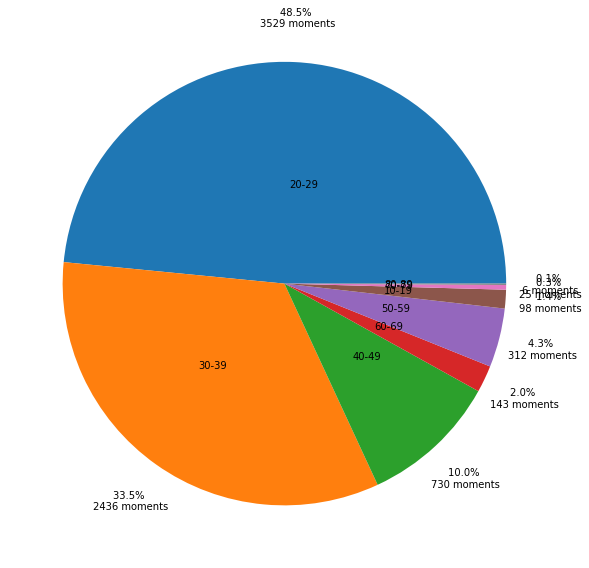 48.5%
3529 moments
20-29
0.1%
6 moments
0.3%
25 moments
1.4%
98 moments
10-19
50-59
4.3%
312 moments
60-69
2.0%
143 moments
40-49
30-39
10.0%
730 moments
33.5%
2436 moments